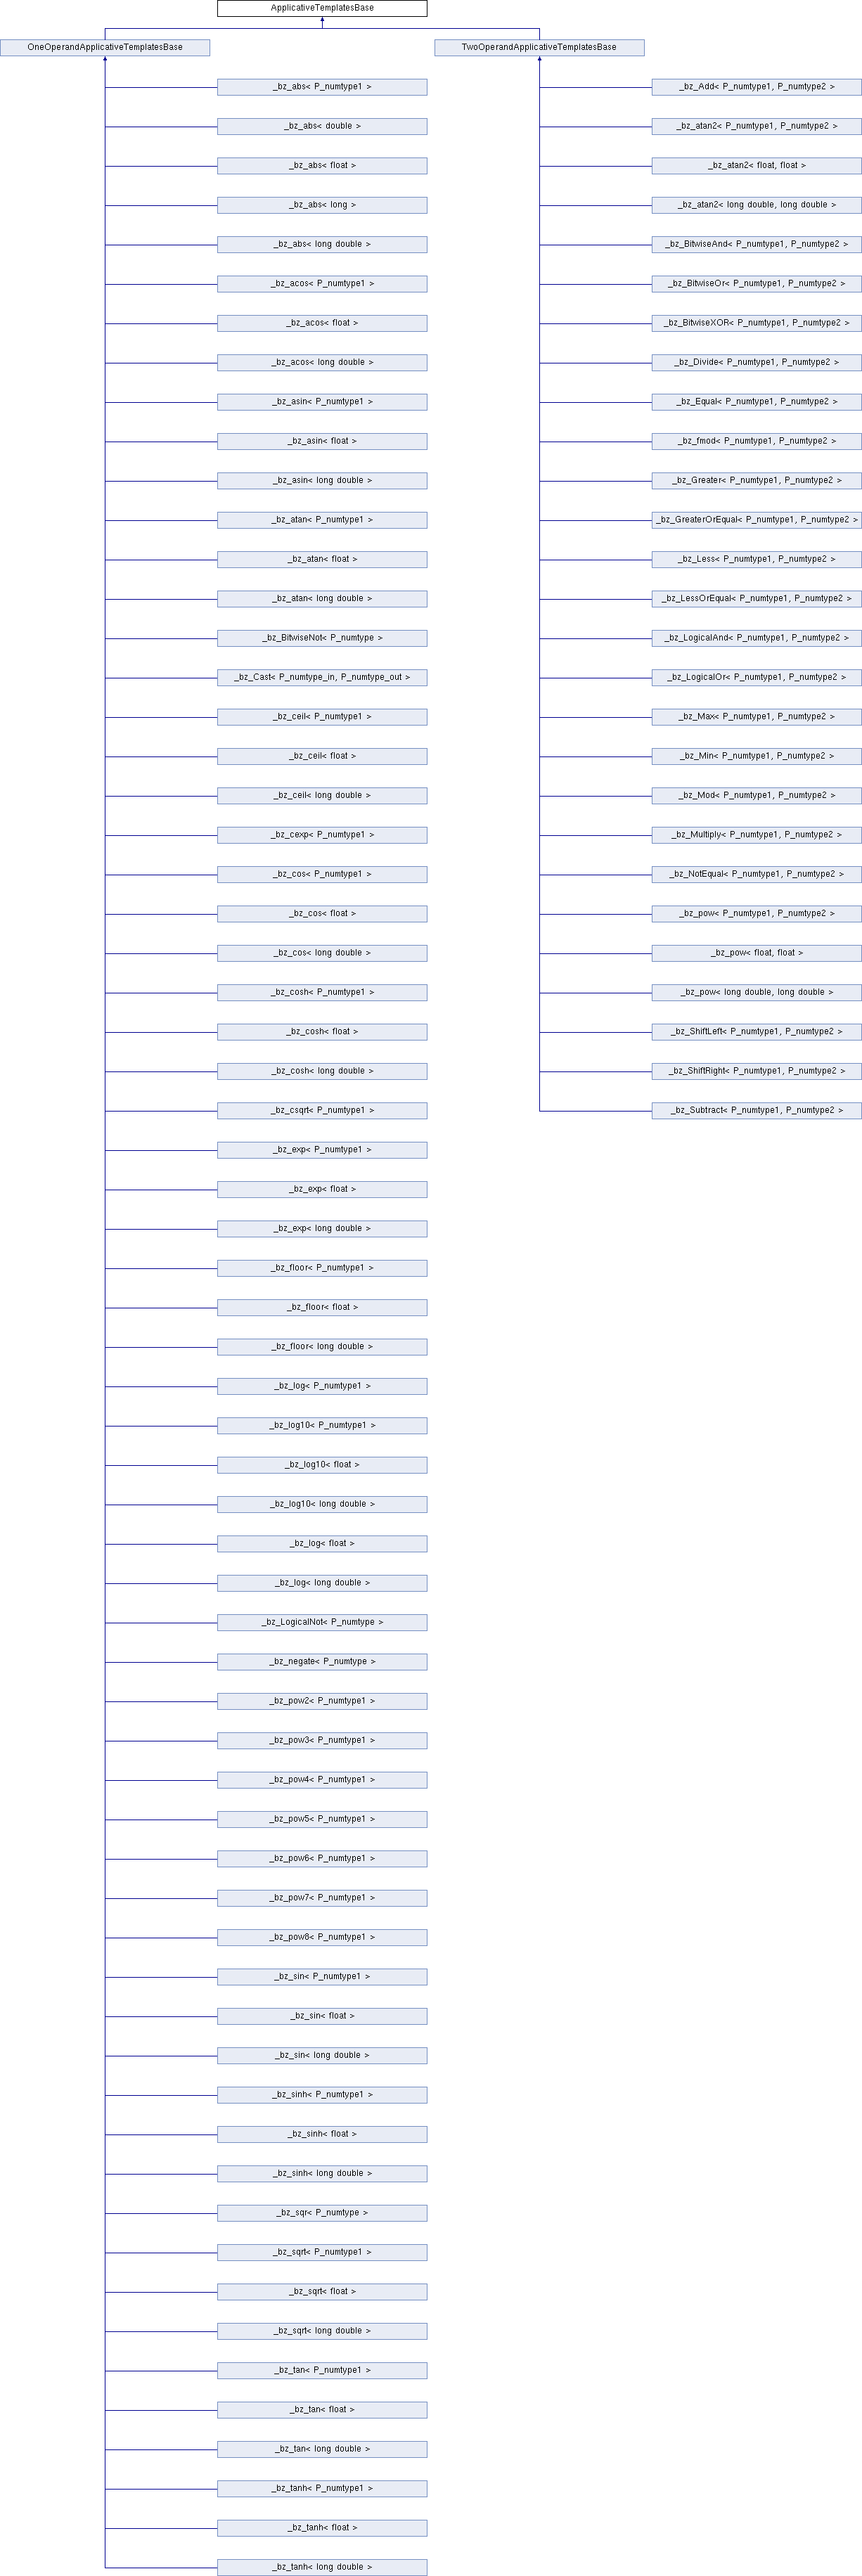 ApplicativeTemplatesBase
OneOperandApplicativeTemplatesBase
TwoOperandApplicativeTemplatesBase
_bz_abs< P_numtype1 >
_bz_Add< P_numtype1, P_numtype2 >
_bz_abs< double >
_bz_atan2< P_numtype1, P_numtype2 >
_bz_abs< float >
_bz_atan2< float, float >
_bz_abs< long >
_bz_atan2< long double, long double >
_bz_abs< long double >
_bz_BitwiseAnd< P_numtype1, P_numtype2 >
_bz_acos< P_numtype1 >
_bz_BitwiseOr< P_numtype1, P_numtype2 >
_bz_acos< float >
_bz_BitwiseXOR< P_numtype1, P_numtype2 >
_bz_acos< long double >
_bz_Divide< P_numtype1, P_numtype2 >
_bz_asin< P_numtype1 >
_bz_Equal< P_numtype1, P_numtype2 >
_bz_asin< float >
_bz_fmod< P_numtype1, P_numtype2 >
_bz_asin< long double >
_bz_Greater< P_numtype1, P_numtype2 >
_bz_atan< P_numtype1 >
_bz_GreaterOrEqual< P_numtype1, P_numtype2 >
_bz_atan< float >
_bz_Less< P_numtype1, P_numtype2 >
_bz_atan< long double >
_bz_LessOrEqual< P_numtype1, P_numtype2 >
_bz_BitwiseNot< P_numtype >
_bz_LogicalAnd< P_numtype1, P_numtype2 >
_bz_Cast< P_numtype_in, P_numtype_out >
_bz_LogicalOr< P_numtype1, P_numtype2 >
_bz_ceil< P_numtype1 >
_bz_Max< P_numtype1, P_numtype2 >
_bz_ceil< float >
_bz_Min< P_numtype1, P_numtype2 >
_bz_ceil< long double >
_bz_Mod< P_numtype1, P_numtype2 >
_bz_cexp< P_numtype1 >
_bz_Multiply< P_numtype1, P_numtype2 >
_bz_cos< P_numtype1 >
_bz_NotEqual< P_numtype1, P_numtype2 >
_bz_cos< float >
_bz_pow< P_numtype1, P_numtype2 >
_bz_cos< long double >
_bz_pow< float, float >
_bz_cosh< P_numtype1 >
_bz_pow< long double, long double >
_bz_cosh< float >
_bz_ShiftLeft< P_numtype1, P_numtype2 >
_bz_cosh< long double >
_bz_ShiftRight< P_numtype1, P_numtype2 >
_bz_csqrt< P_numtype1 >
_bz_Subtract< P_numtype1, P_numtype2 >
_bz_exp< P_numtype1 >
_bz_exp< float >
_bz_exp< long double >
_bz_floor< P_numtype1 >
_bz_floor< float >
_bz_floor< long double >
_bz_log< P_numtype1 >
_bz_log10< P_numtype1 >
_bz_log10< float >
_bz_log10< long double >
_bz_log< float >
_bz_log< long double >
_bz_LogicalNot< P_numtype >
_bz_negate< P_numtype >
_bz_pow2< P_numtype1 >
_bz_pow3< P_numtype1 >
_bz_pow4< P_numtype1 >
_bz_pow5< P_numtype1 >
_bz_pow6< P_numtype1 >
_bz_pow7< P_numtype1 >
_bz_pow8< P_numtype1 >
_bz_sin< P_numtype1 >
_bz_sin< float >
_bz_sin< long double >
_bz_sinh< P_numtype1 >
_bz_sinh< float >
_bz_sinh< long double >
_bz_sqr< P_numtype >
_bz_sqrt< P_numtype1 >
_bz_sqrt< float >
_bz_sqrt< long double >
_bz_tan< P_numtype1 >
_bz_tan< float >
_bz_tan< long double >
_bz_tanh< P_numtype1 >
_bz_tanh< float >
_bz_tanh< long double >